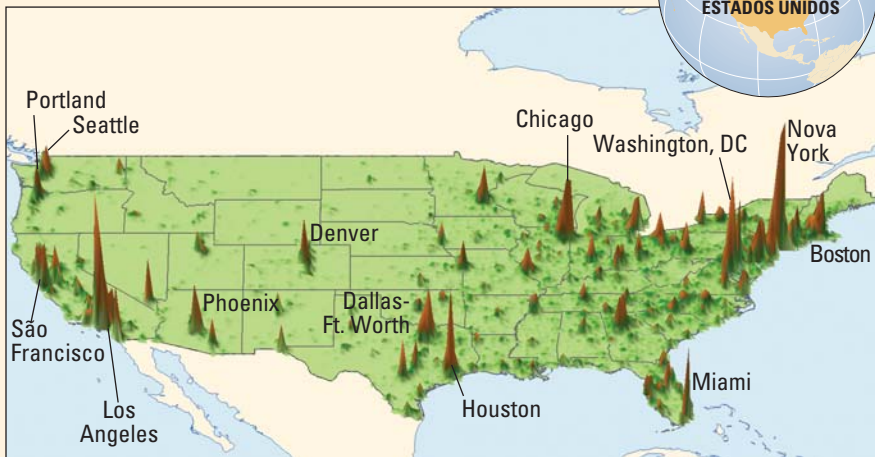 ESTADOS UNIDOS
Portland
Seattle
Chicago
Washington, DC
Nova
York
Denver
Boston
Phoenix
Dallas-
Ft. Worth
São
Francisco
Miami
Los
Angeles
Houston